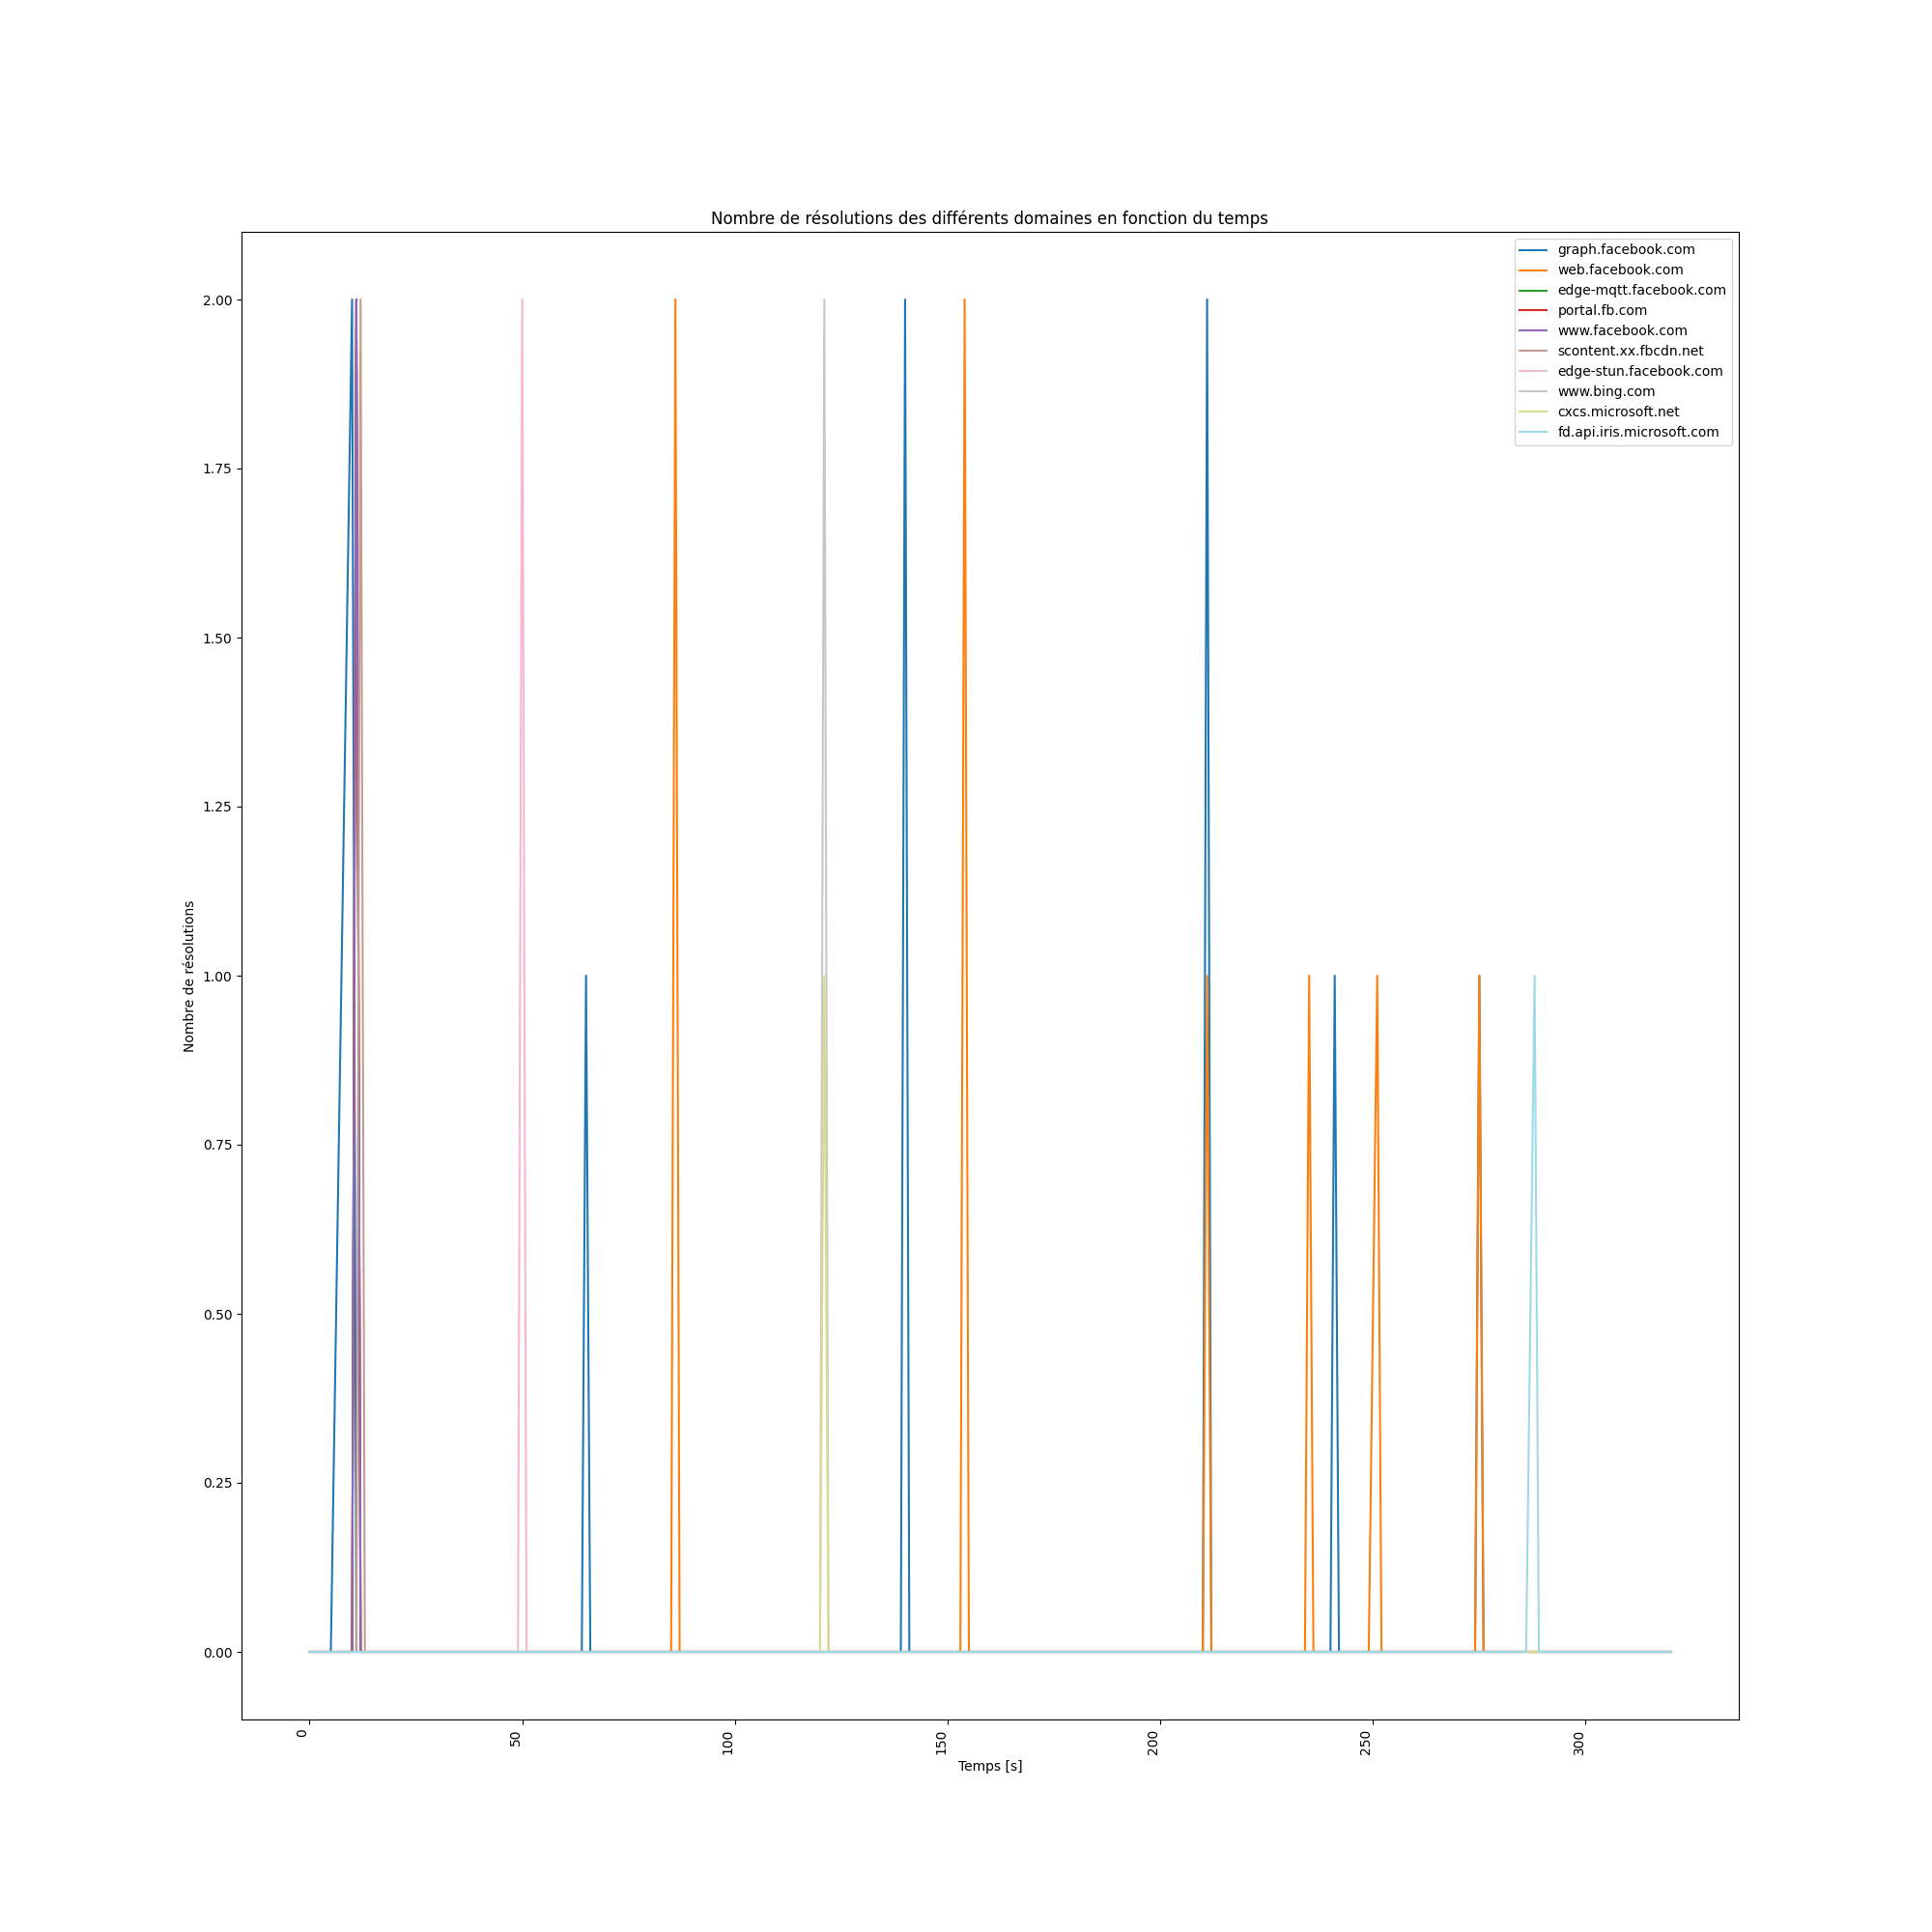 Nombre de résolutions des différents domaines en fonction du temps
graph.facebook.com
web.facebook.com
edge-mqtt.facebook.com
portal.fb.com
www.facebook.com
scontent.xx.fbcdn.net
edge-stun.facebook.com
www.bing.com
cxcs.microsoft.net
fd.api.iris.microsoft.com
Nombre de résolutions
2.00
1.75
1.50
1.25
1.00
0.75
0.50
0.25
0.00
0
50
100
150
200
250
300
Temps [s]